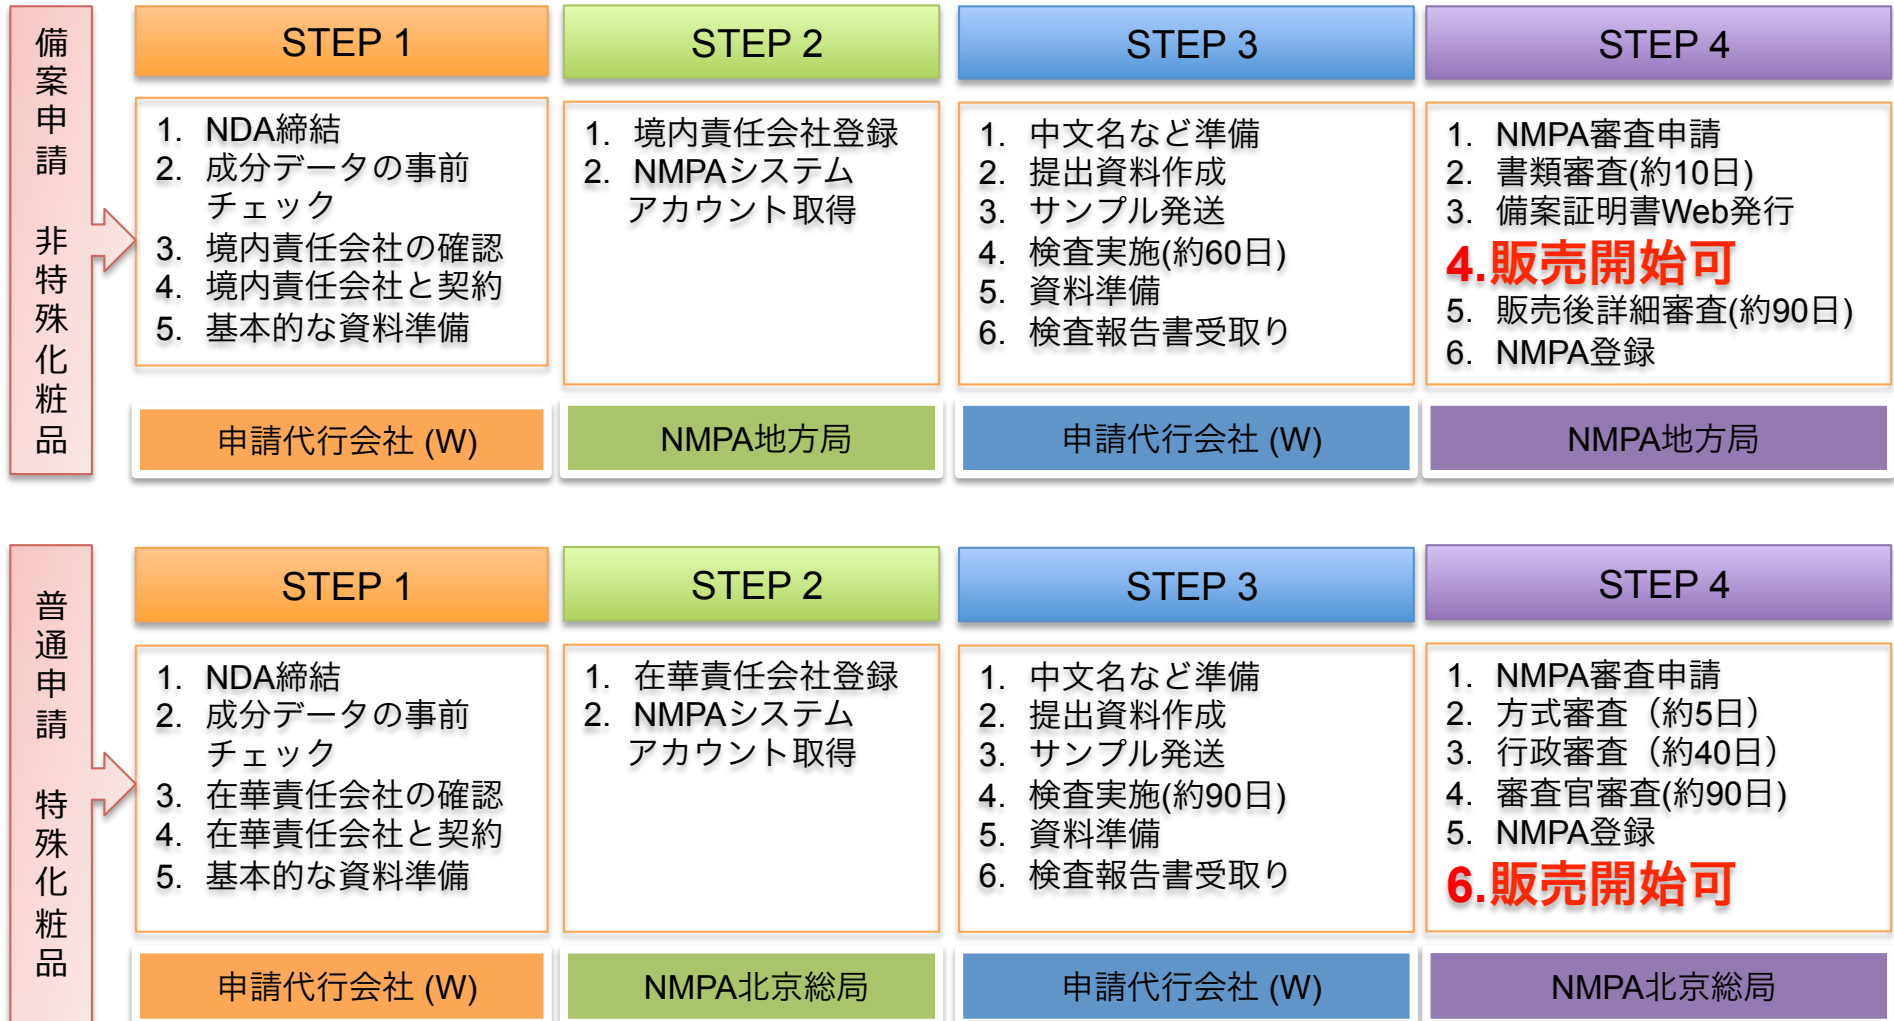 備案申請 非特殊化粧品
STEP 1
1. NDA締結
2. 成分データの事前
チェック
3. 境内責任会社の確認
4. 境内責任会社と契約
5. 基本的な資料準備
申請代行会社 (W)
STEP 2
1. 境内責任会社登録
2. NMPAシステム
アカウント取得
NMPA地方局
STEP 3
1. 中文名など準備
2. 提出資料作成
3. サンプル発送
4. 検査実施(約60日)
5. 資料準備
6. 検査報告書受取り
申請代行会社 (W)
STEP 4
1. NMPA審査申請
2. 書類審査(約10日)
3. 備案証明書Web発行
4.販売開始可
5. 販売後詳細審査(約90日)
6. NMPA登録
NMPA地方局
普通申請 特殊化粧品
STEP 1
1. NDA締結
2. 成分データの事前
チェック
3. 在華責任会社の確認
4. 在華責任会社と契約
5. 基本的な資料準備
申請代行会社 (W)
STEP 2
1. 在華責任会社登録
2. NMPAシステム
アカウント取得
NMPA北京総局
STEP 3
1. 中文名など準備
2. 提出資料作成
3. サンプル発送
4. 検査実施(約90日)
5. 資料準備
6. 検査報告書受取り
申請代行会社 (W)
STEP 4
1. NMPA審査申請
2. 方式審査（約5日）
3. 行政審査（約40日）
4. 審査官審査(約90日)
5. NMPA登録
6.販売開始可
NMPA北京総局